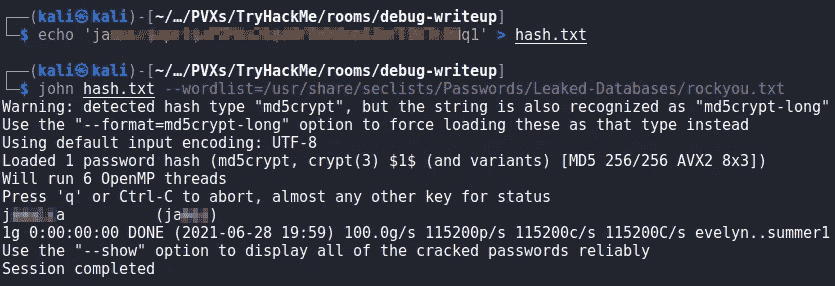 ┌──(kali㉿kali)-[~/…/PVXs/TryHackMe/rooms/debug-writeup]
└─$ echo 'ja q1' > hash.txt
┌──(kali㉿kali)-[~/…/PVXs/TryHackMe/rooms/debug-writeup]
└─$ john hash.txt --wordlist=/usr/share/seclists/Passwords/Leaked-Databases/rockyou.txt
Warning: detected hash type "md5crypt", but the string is also recognized as "md5crypt-long"
Use the "--format=md5crypt-long" option to force loading these as that type instead
Using default input encoding: UTF-8
Loaded 1 password hash (md5crypt, crypt(3) $1$ (and variants) [MD5 256/256 AVX2 8x3])
Will run 6 OpenMP threads
Press 'q' or Ctrl-C to abort, almost any other key for status
j a (ja )
1g 0:00:00:00 DONE (2021-06-28 19:59) 100.0g/s 115200p/s 115200c/s 115200C/s evelyn..summer1
Use the "--show" option to display all of the cracked passwords reliably
Session completed